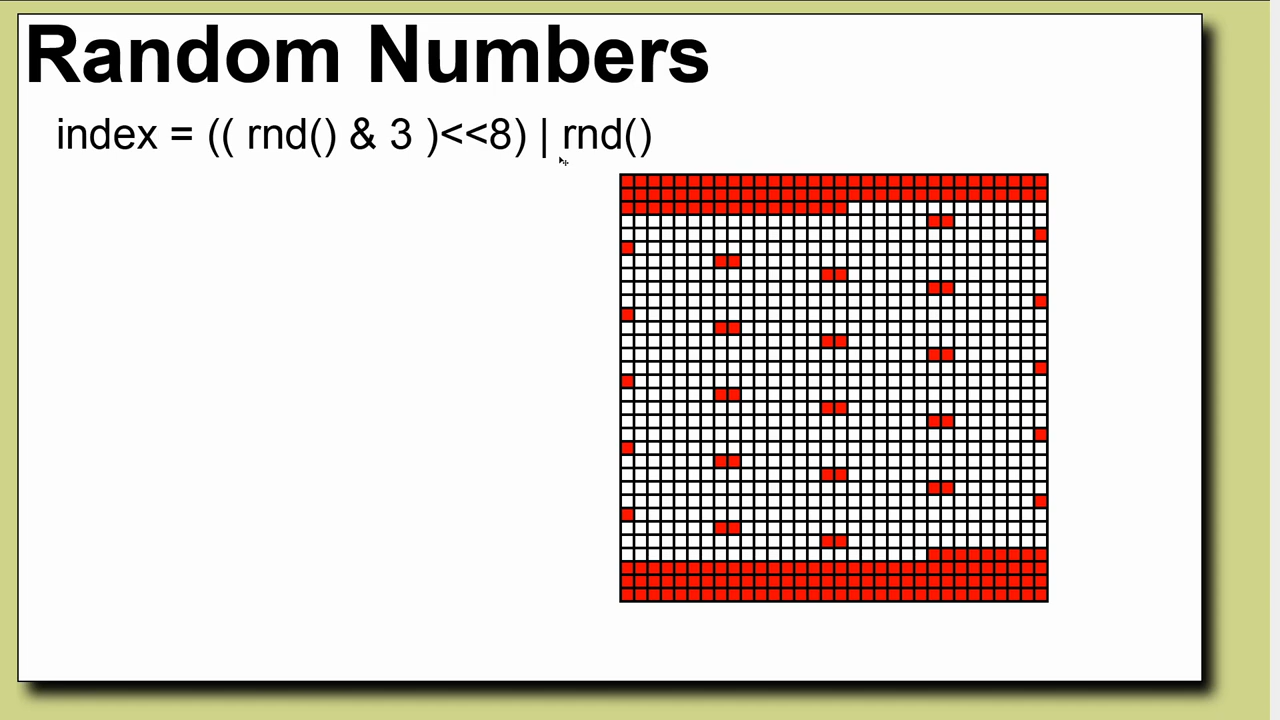 Random Numbers
index = (( rnd() & 3 )<<8) | rnd()